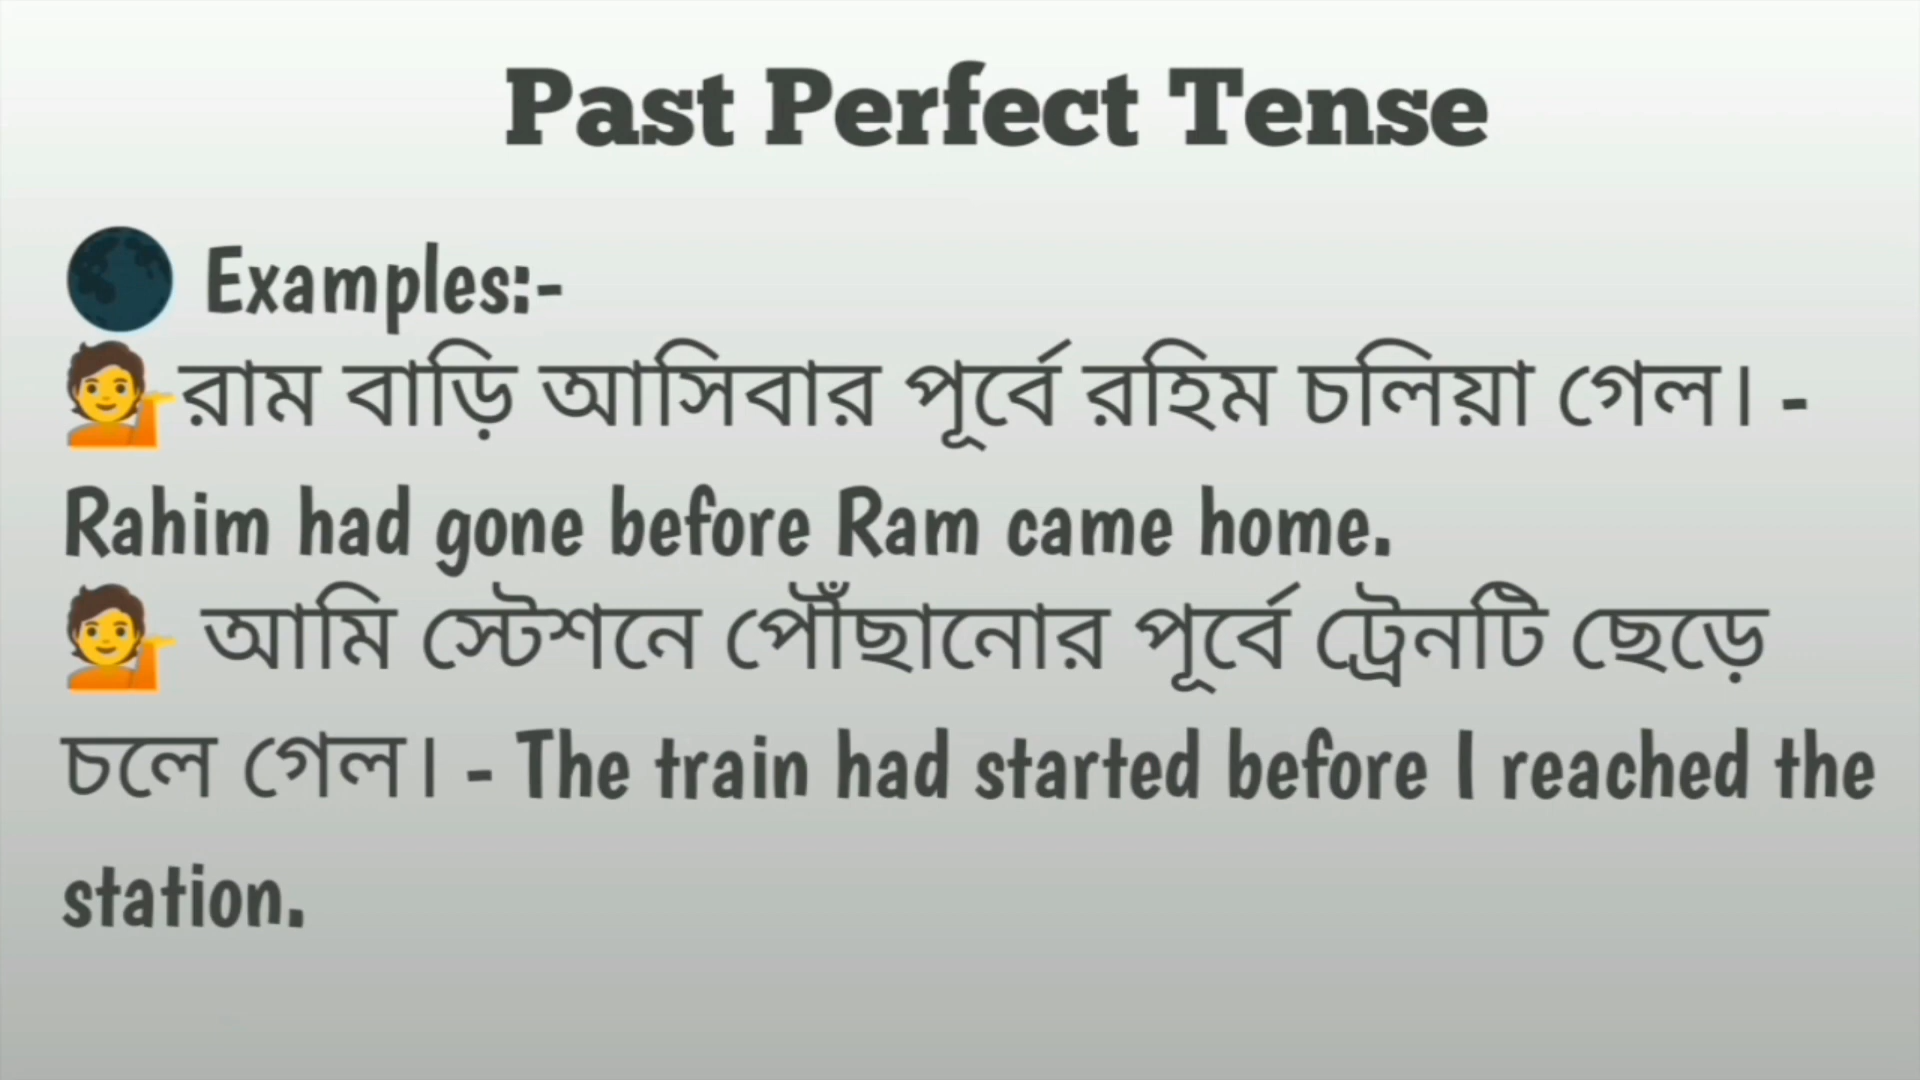 Past Perfect Tense
🌑 Examples:-
💁রাম বাড়ি আসিবার পূর্বে রহিম চলিয়া গেল। -
Rahim had gone before Ram came home.
💁 আমি স্টেশনে পৌঁছানোর পূর্বে ট্রেনটি ছেড়ে
চলে গেল। - The train had started before I reached the
station.